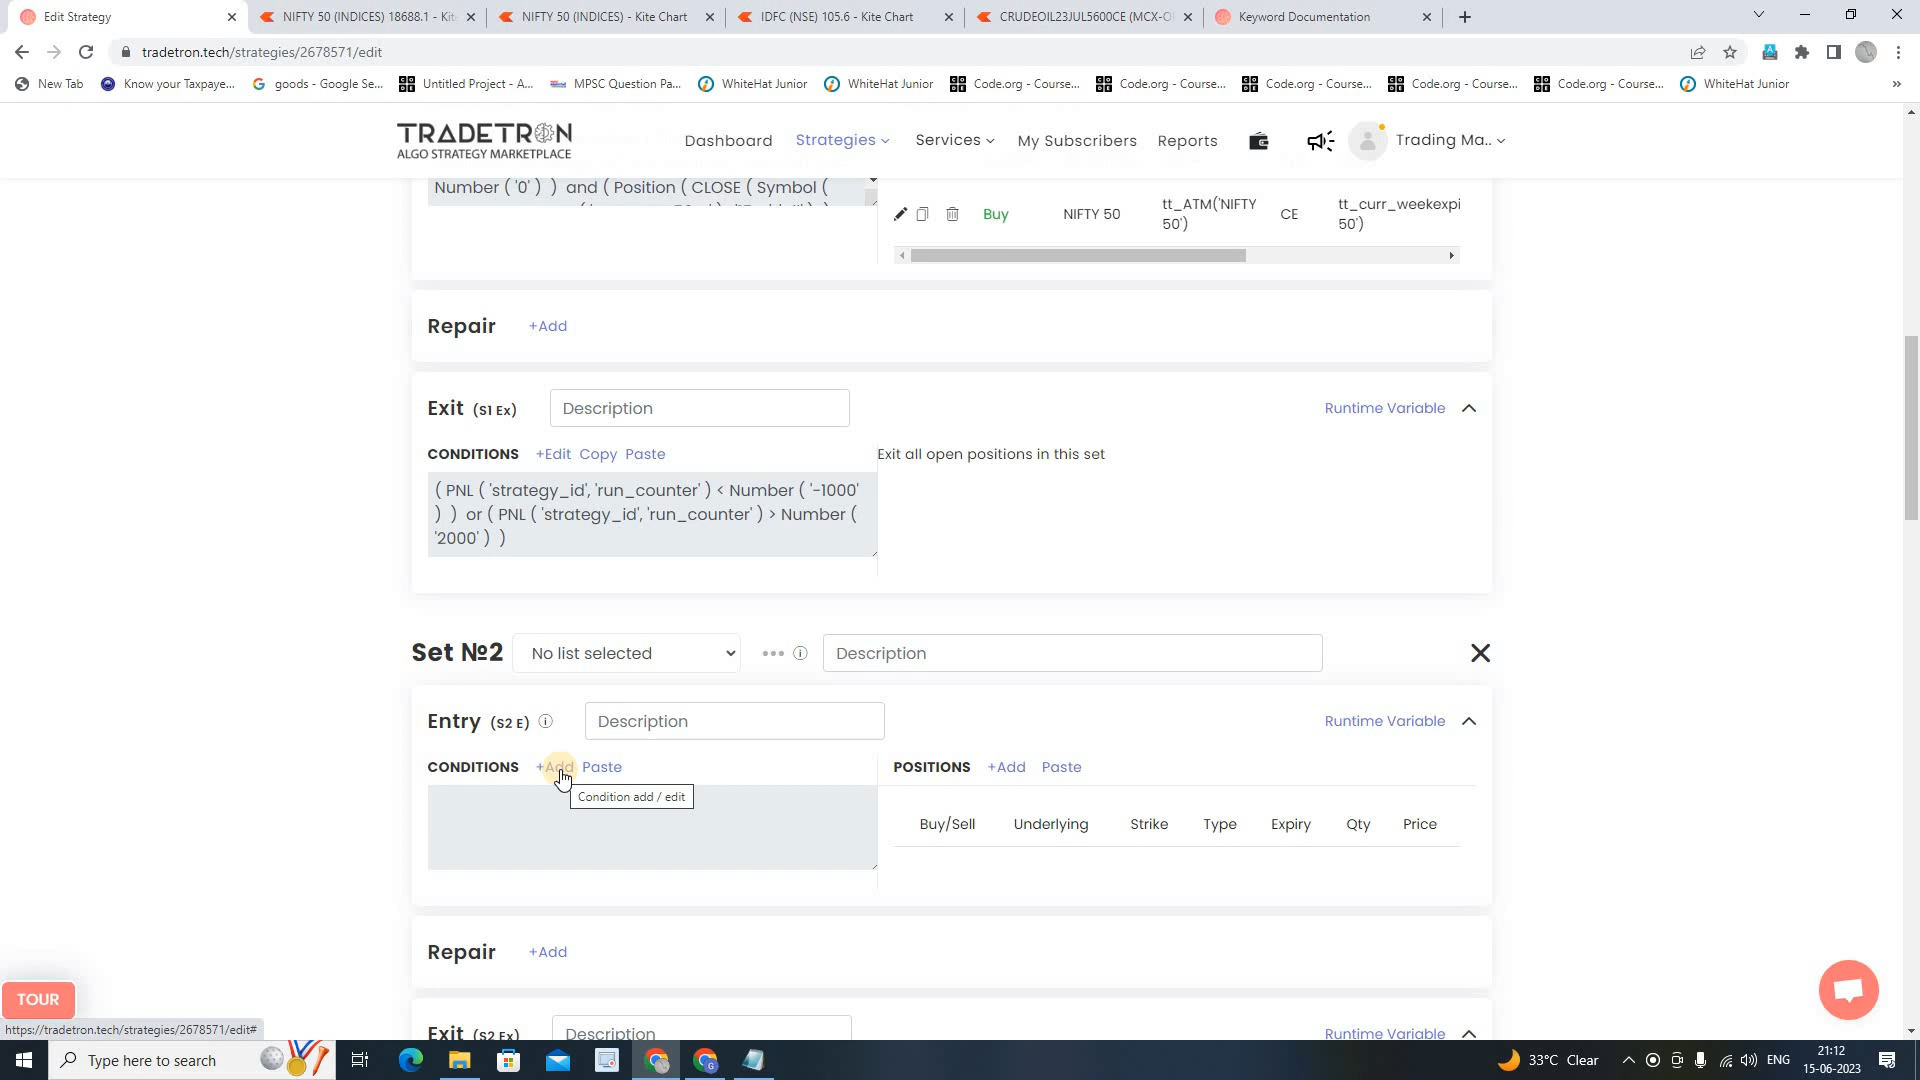 Edit Strategy
NIFTY 50 (INDICES) 18688.1 - Kit
NIFTY 50 (INDICES) - Kite Chart
IDFC (NSE) 105.6 - Kite Chart
CRUDEOIL23JUL5600CE (MCX-O
Keyword Documentation
tradetron.tech/strategies/2678571/edit
New Tab
Know your Taxpaye...
goods - Google Se...
Untitled Project - A...
MPSC Question Pa...
WhiteHat Junior
WhiteHat Junior
Code.org - Course...
Code.org - Course...
Code.org - Course...
Code.org - Course...
Code.org - Course...
WhiteHat Junior
»
TRADETRON
ALGO STRATEGY MARKETPLACE
Dashboard
Strategies
Services
My Subscribers
Reports
Trading Ma..
Number ( '0' ) ) and ( Position ( CLOSE ( Symbol (
Buy
NIFTY 50
tt_ATM('NIFTY
50')
CE
tt_curr_weekexpi
50')
Repair +Add
Exit (S1 Ex)
Description
Runtime Variable
CONDITIONS +Edit Copy Paste
Exit all open positions in this set
( PNL ( 'strategy_id', 'run_counter' ) < Number ( '-1000'
) ) or ( PNL ( 'strategy_id', 'run_counter' ) > Number (
'2000' ) )
Set №2
No list selected
Description
Entry (S2 E)
Description
Runtime Variable
CONDITIONS +Add Paste
Condition add / edit
POSITIONS +Add Paste
Buy/Sell Underlying Strike Type Expiry Qty Price
Repair +Add
Exit (S2 Ex)
Description
Runtime Variable
TOUR
https://tradetron.tech/strategies/2678571/edit#
Type here to search
33°C Clear
ENG
21:12
15-06-2023